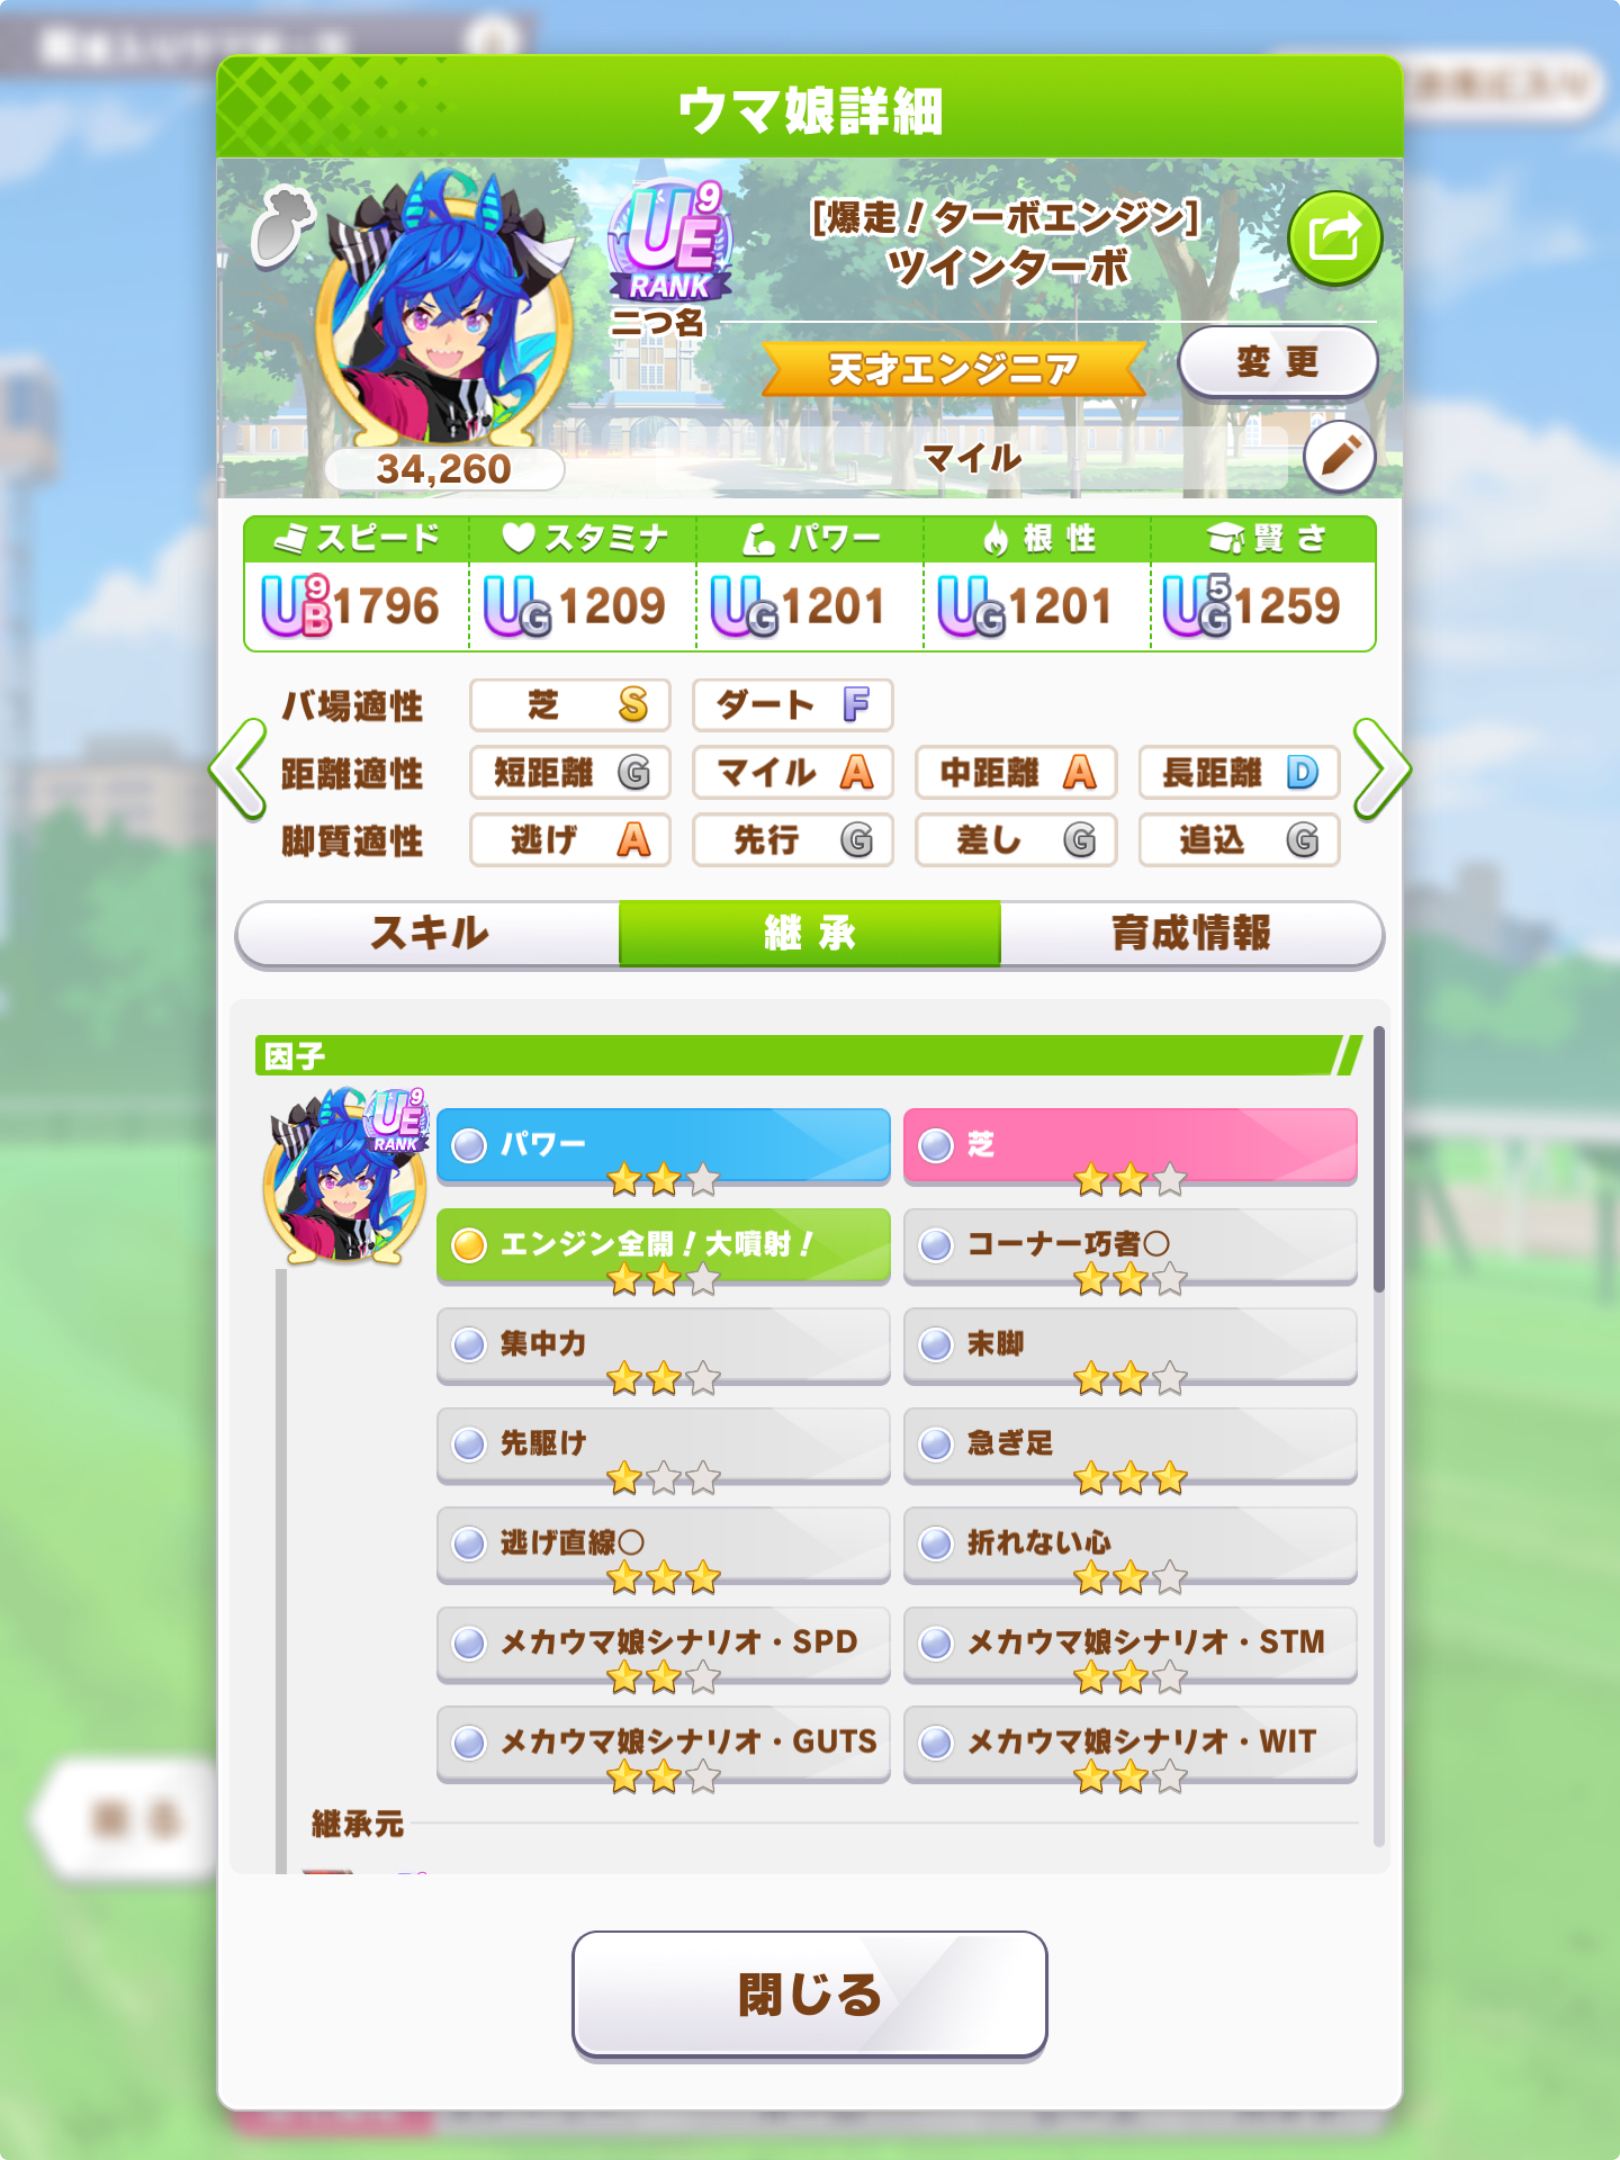 ウマ娘詳細
UE9
RANK
[爆走！ターボエンジン]
ツインターボ
二つ名
天才エンジニア
変更
マイル
34,260
スピード スタミナ パワー 根性 賢さ
UB9 1796 UG 1209 UG 1201 UG 1201 UG5 1259
バ場適性 芝 S ダート F
距離適性 短距離 G マイル A 中距離 A 長距離 D
脚質適性 逃げ A 先行 G 差し G 追込 G
スキル 継承 育成情報
因子
UE9
RANK
パワー 芝
エンジン全開！大噴射！ コーナー巧者○
集中力 末脚
先駆け 急ぎ足
逃げ直線○ 折れない心
メカウマ娘シナリオ・SPD メカウマ娘シナリオ・STM
メカウマ娘シナリオ・GUTS メカウマ娘シナリオ・WIT
継承元
閉じる